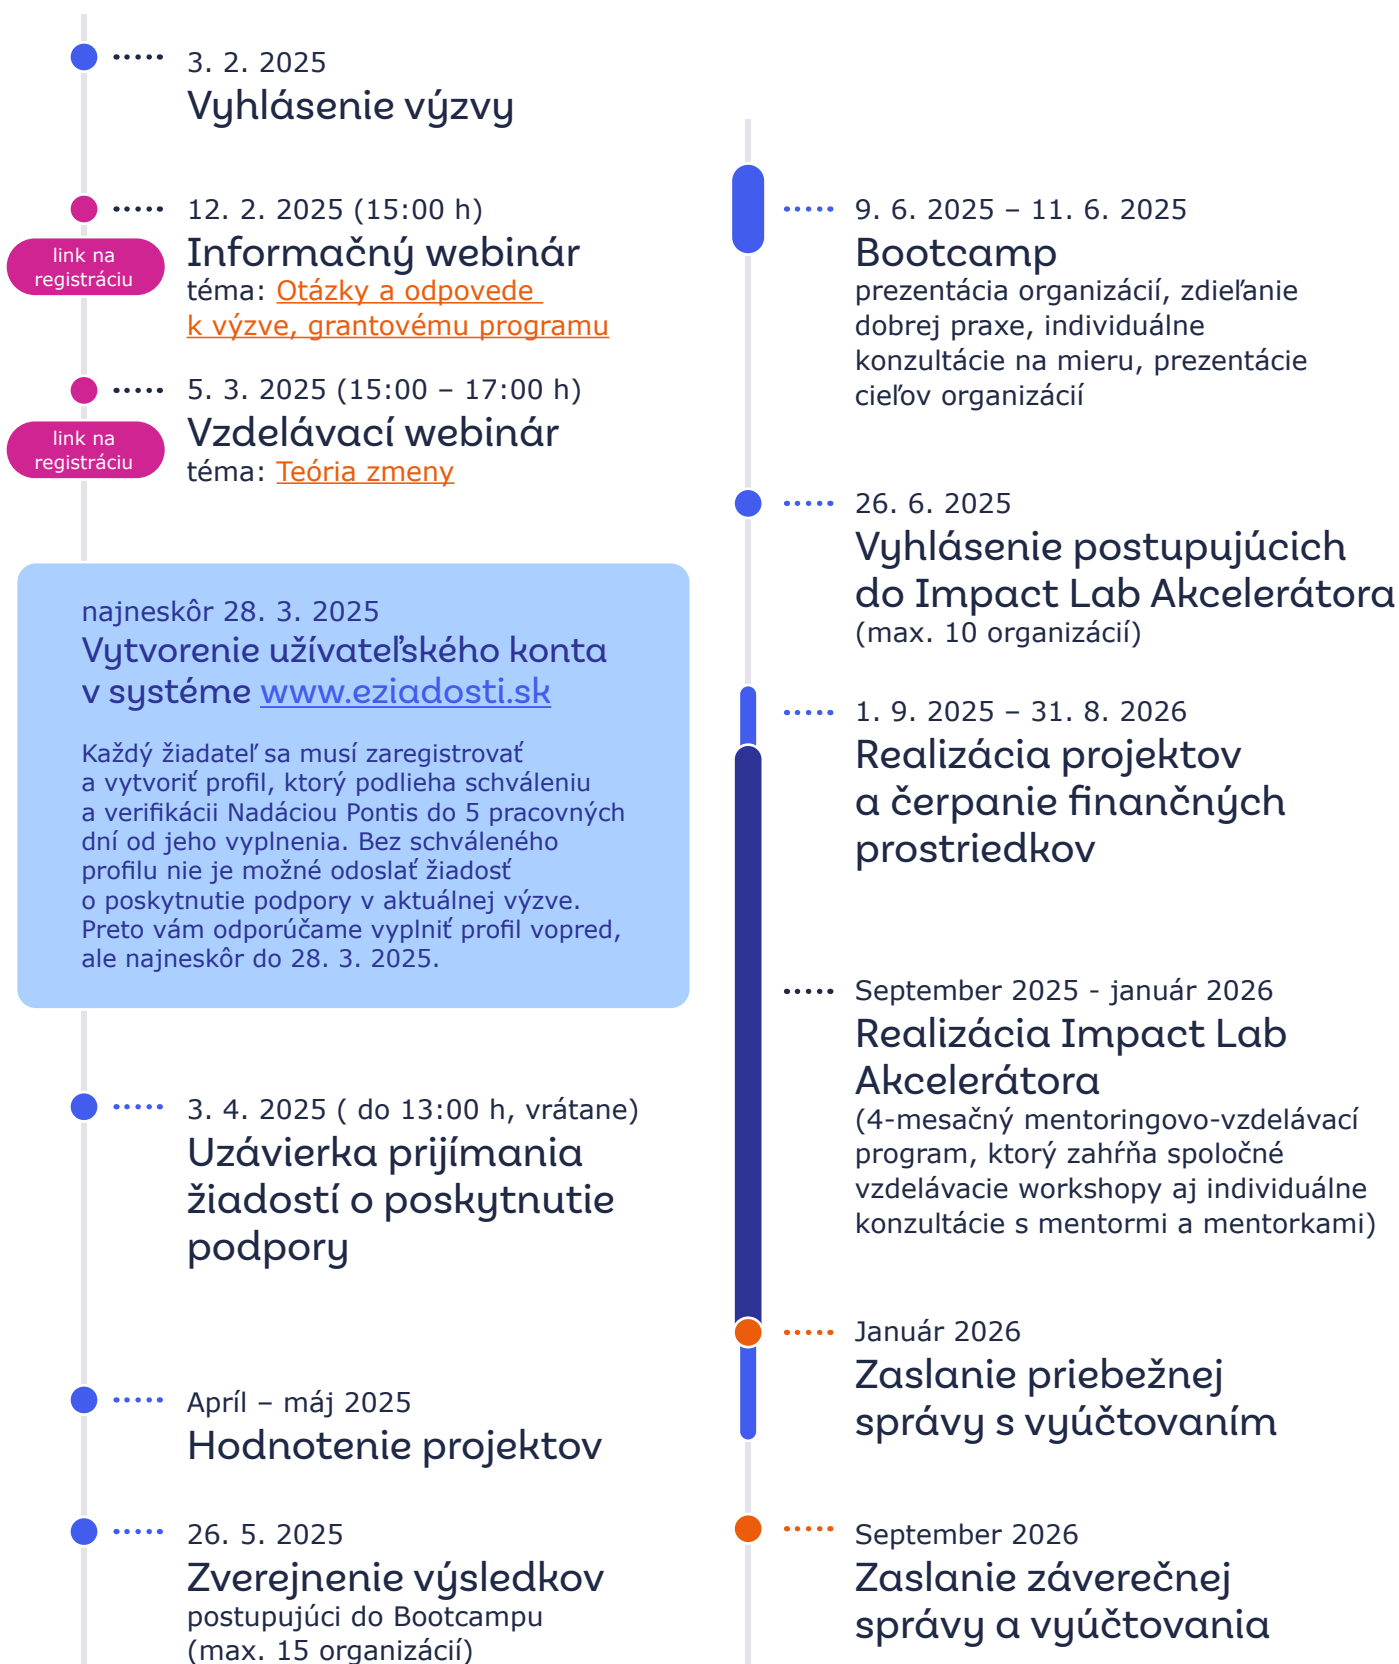 3. 2. 2025
Vyhlásenie výzvy
12. 2. 2025 (15:00 h)
link na
registráciu
Informačný webinár
téma: Otázky a odpovede
k výzve, grantovému programu
5. 3. 2025 (15:00 – 17:00 h)
link na
registráciu
Vzdelávací webinár
téma: Teória zmeny
najneskôr 28. 3. 2025
Vytvorenie užívateľského konta
v systéme www.eziadosti.sk
Každý žiadateľ sa musí zaregistrovať
a vytvoriť profil, ktorý podlieha schváleniu
a verifikácii Nadáciou Pontis do 5 pracovných
dní od jeho vyplnenia. Bez schváleného
profilu nie je možné odoslať žiadosť
o poskytnutie podpory v aktuálnej výzve.
Preto vám odporúčame vyplniť profil vopred,
ale najneskôr do 28. 3. 2025.
3. 4. 2025 ( do 13:00 h, vrátane)
Uzávierka prijímania
žiadostí o poskytnutie
podpory
Apríl – máj 2025
Hodnotenie projektov
26. 5. 2025
Zverejnenie výsledkov
postupujúci do Bootcampu
(max. 15 organizácií)
9. 6. 2025 – 11. 6. 2025
Bootcamp
prezentácia organizácií, zdieľanie
dobrej praxe, individuálne
konzultácie na mieru, prezentácie
cieľov organizácií
26. 6. 2025
Vyhlásenie postupujúcich
do Impact Lab Akcelerátora
(max. 10 organizácií)
1. 9. 2025 – 31. 8. 2026
Realizácia projektov
a čerpanie finančných
prostriedkov
September 2025 - január 2026
Realizácia Impact Lab
Akcelerátora
(4-mesačný mentoringovo-vzdelávací
program, ktorý zahŕňa spoločné
vzdelávacie workshopy aj individuálne
konzultácie s mentormi a mentorkami)
Január 2026
Zaslanie priebežnej
správy s vyúčtovaním
September 2026
Zaslanie záverečnej
správy a vyúčtovania